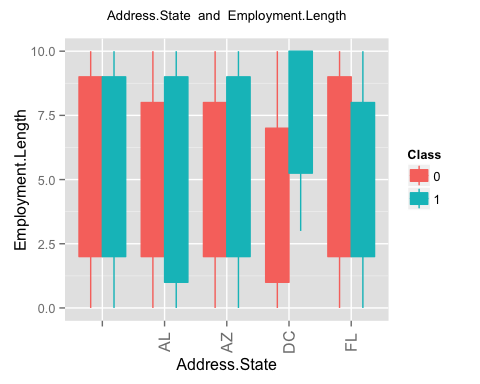 Address.State and Employment.Length
Employment.Length
10.0
7.5
5.0
2.5
0.0
AL
AZ
DC
FL
Address.State
Class
0
1